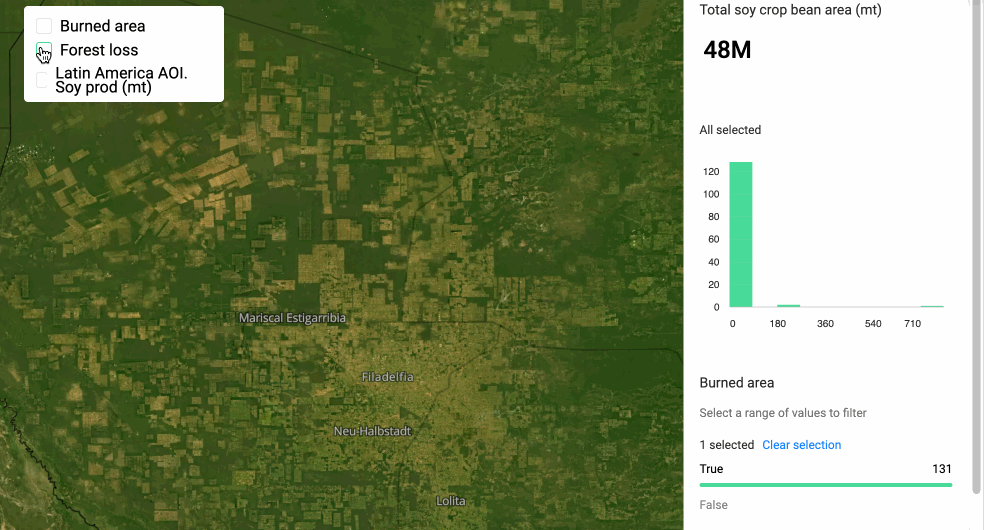 Burned area
Forest loss
Latin America AOI.
Soy prod (mt)
Mariscal Estigarribia
Filadelfia
Neu-Halbstadt
Lolita
Total soy crop bean area (mt)
48M
All selected
120
100
80
60
40
20
0
0 180 360 540 710
Burned area
Select a range of values to filter
1 selected Clear selection
True 131
False